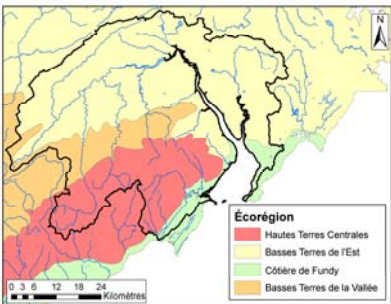 N
Écorégion
Hautes Terres Centrales
Basses Terres de l'Est
Côtière de Fundy
Basses Terres de la Vallée
0 3 6 12 18 24
Kilomètres